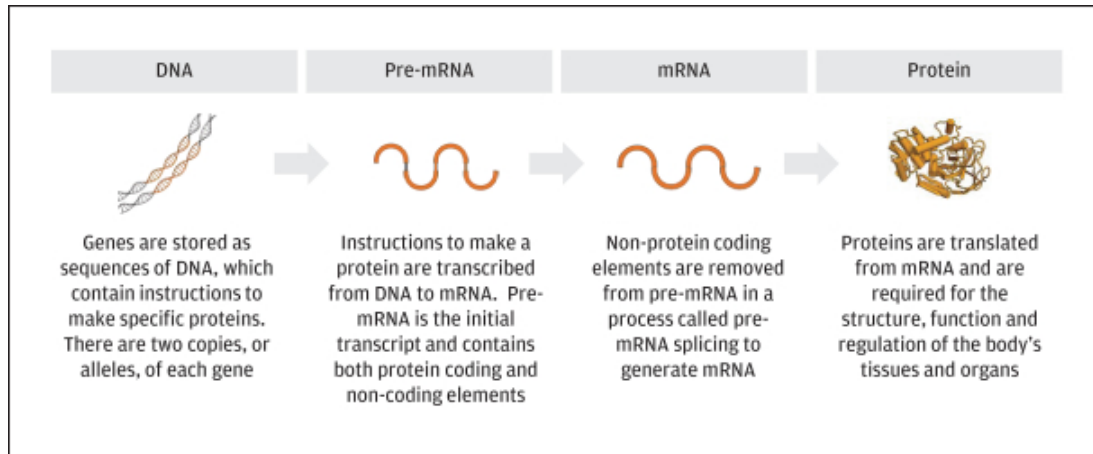 DNA
Pre-mRNA
mRNA
Protein
Genes are stored as
sequences of DNA, which
contain instructions to
make specific proteins.
There are two copies, or
alleles, of each gene
Instructions to make a
protein are transcribed
from DNA to mRNA.  Pre-
mRNA is the initial
transcript and contains
both protein coding and
non-coding elements
Non-protein coding
elements are removed
from pre-mRNA in a
process called pre-
mRNA splicing to
generate mRNA
Proteins are translated
from mRNA and are
required for the
structure, function and
regulation of the body's
tissues and organs